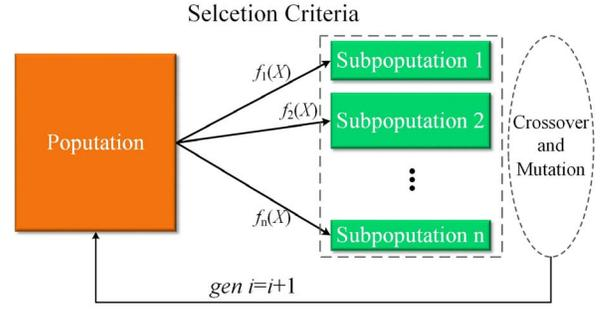 Selcetion Criteria
Poputation
f₁(X)
f₂(X)
fₙ(X)
Subpoputation 1
Subpoputation 2
⋮
Subpoputation n
Crossover
and
Mutation
gen i=i+1